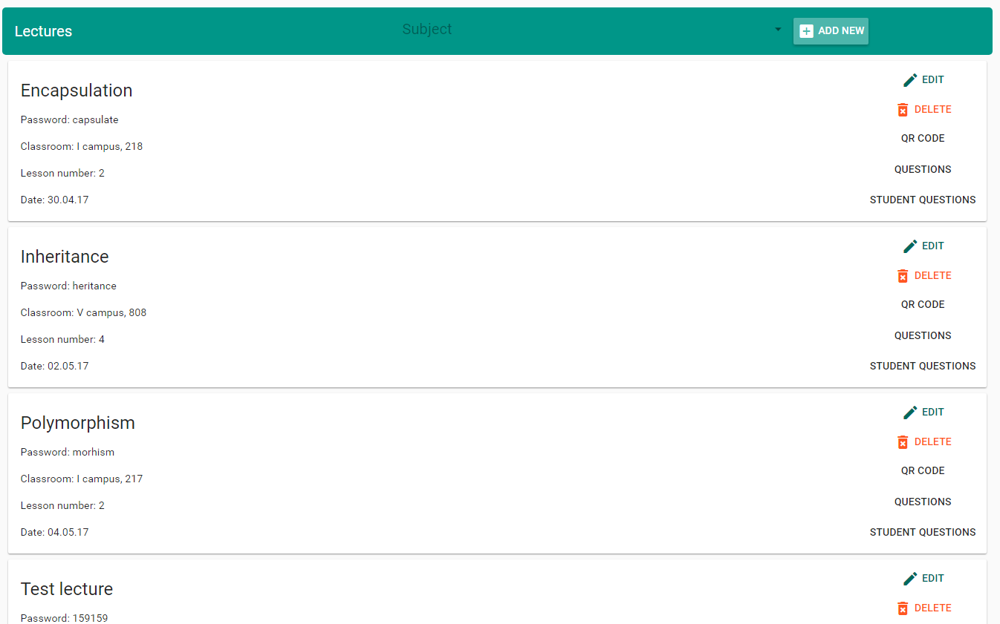 Lectures
Subject
ADD NEW
Encapsulation
EDIT
Password: capsulate
DELETE
Classroom: I campus, 218
QR CODE
Lesson number: 2
QUESTIONS
Date: 30.04.17
STUDENT QUESTIONS
Inheritance
EDIT
Password: heritance
DELETE
Classroom: V campus, 808
QR CODE
Lesson number: 4
QUESTIONS
Date: 02.05.17
STUDENT QUESTIONS
Polymorphism
EDIT
Password: morhism
DELETE
Classroom: I campus, 217
QR CODE
Lesson number: 2
QUESTIONS
Date: 04.05.17
STUDENT QUESTIONS
Test lecture
EDIT
Password: 159159
DELETE